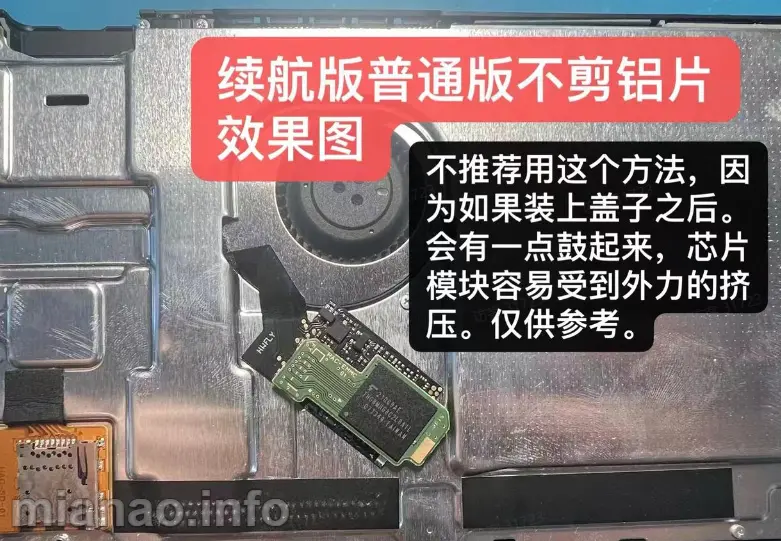 续航版普通版不剪铝片
效果图
不推荐用这个方法，因
为如果装上盖子之后。
会有一点鼓起来，芯片
模块容易受到外力的挤
压。仅供参考。
HWFLY
mianao.info